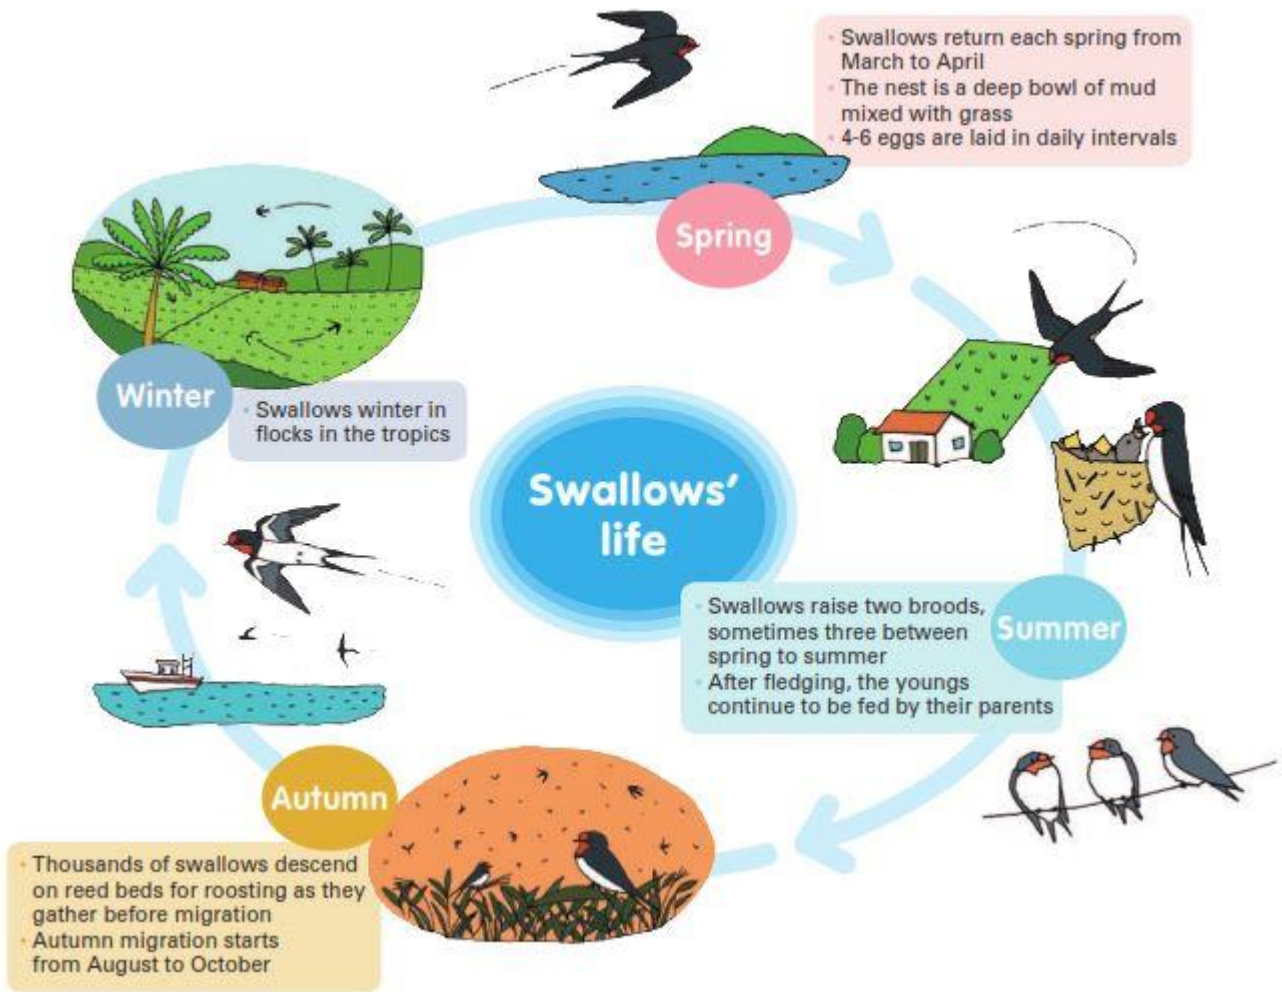 Swallows return each spring from
March to April
The nest is a deep bowl of mud
mixed with grass
4-6 eggs are laid in daily intervals
Spring
Winter
Swallows winter in
flocks in the tropics
Swallows'
life
Swallows raise two broods,
sometimes three between
spring to summer
After fledging, the youngs
continue to be fed by their parents
Summer
Autumn
Thousands of swallows descend
on reed beds for roosting as they
gather before migration
Autumn migration starts
from August to October